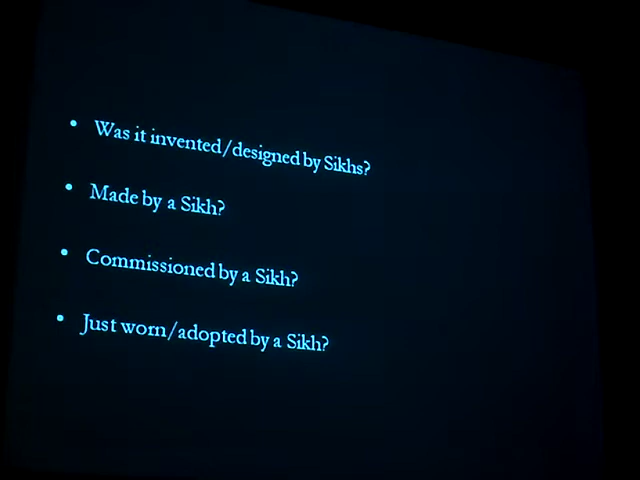 • Was it invented/designed by Sikhs?
• Made by a Sikh?
• Commissioned by a Sikh?
• Just worn/adopted by a Sikh?